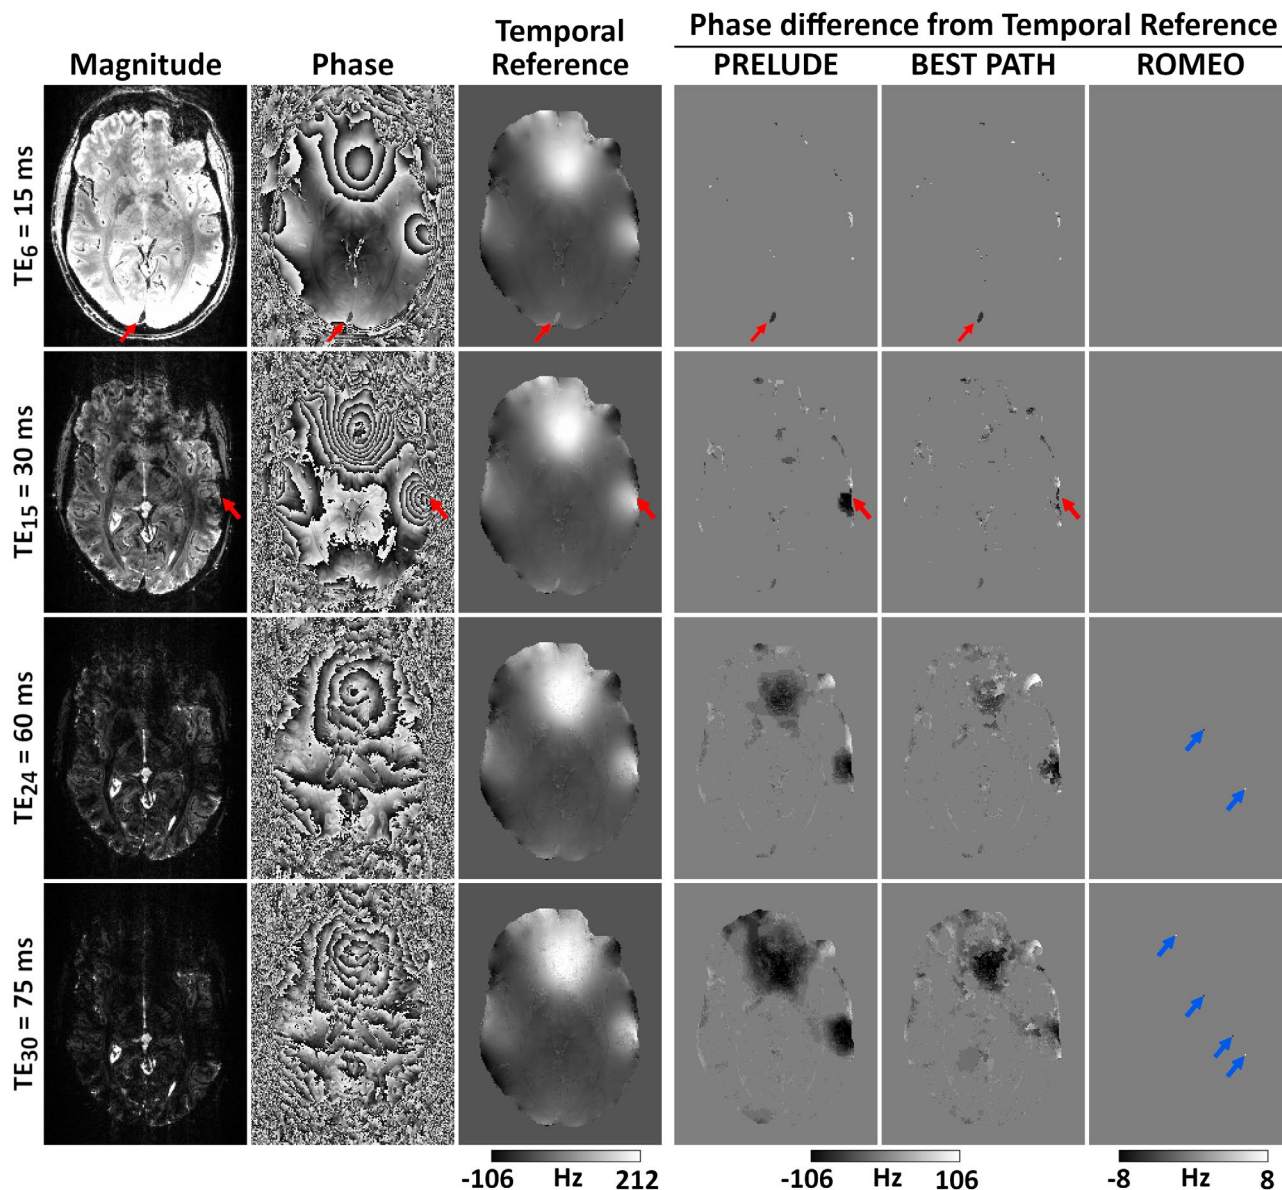 Phase difference from Temporal Reference
Magnitude
Phase
Temporal
Reference
PRELUDE
BEST PATH
ROMEO
TE6 = 15 ms
TE15 = 30 ms
TE24 = 60 ms
TE30 = 75 ms
-106 Hz 212
-106 Hz 106
-8 Hz 8